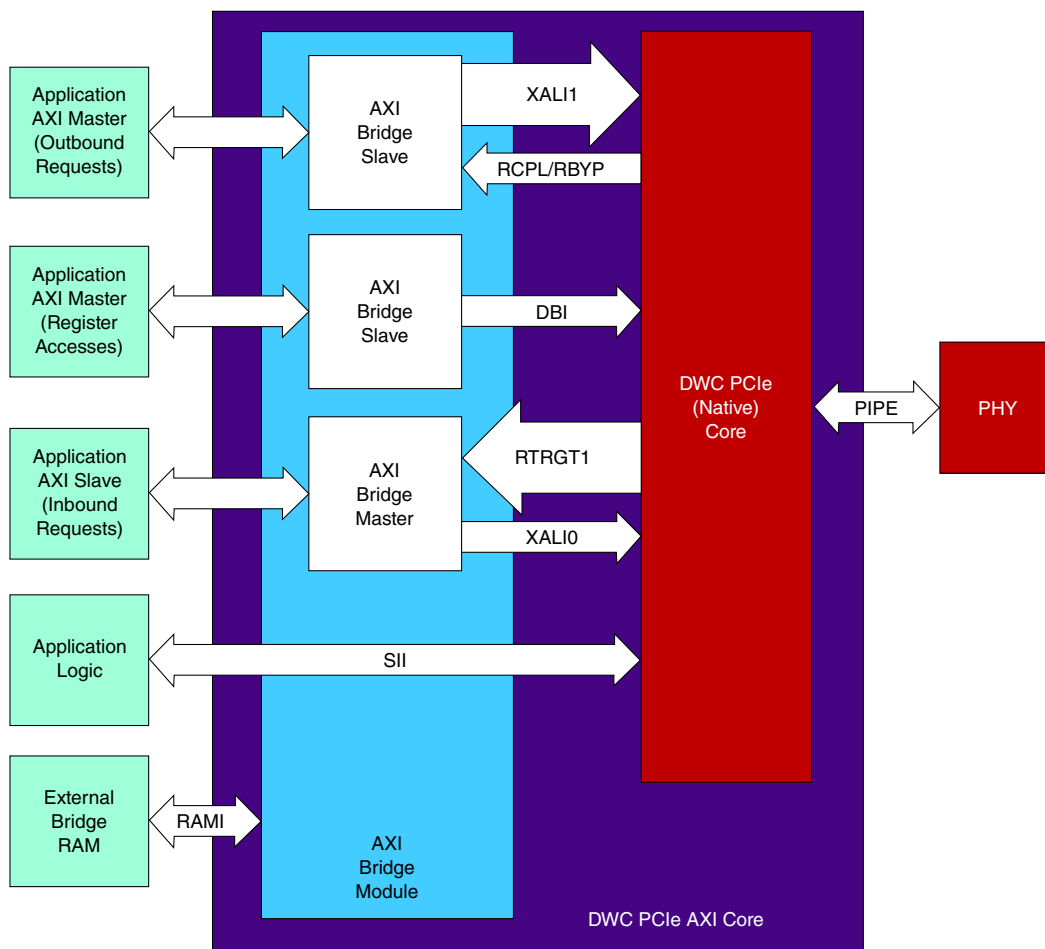 Application
AXI Master
(Outbound
Requests)
AXI
Bridge
Slave
XALI1
RCPL/RBYP
Application
AXI Master
(Register
Accesses)
AXI
Bridge
Slave
DBI
DWC PCIe
(Native)
Core
PIPE
PHY
Application
AXI Slave
(Inbound
Requests)
AXI
Bridge
Master
RTRGT1
XALI0
Application
Logic
SII
External
Bridge
RAM
RAMI
AXI
Bridge
Module
DWC PCIe AXI Core